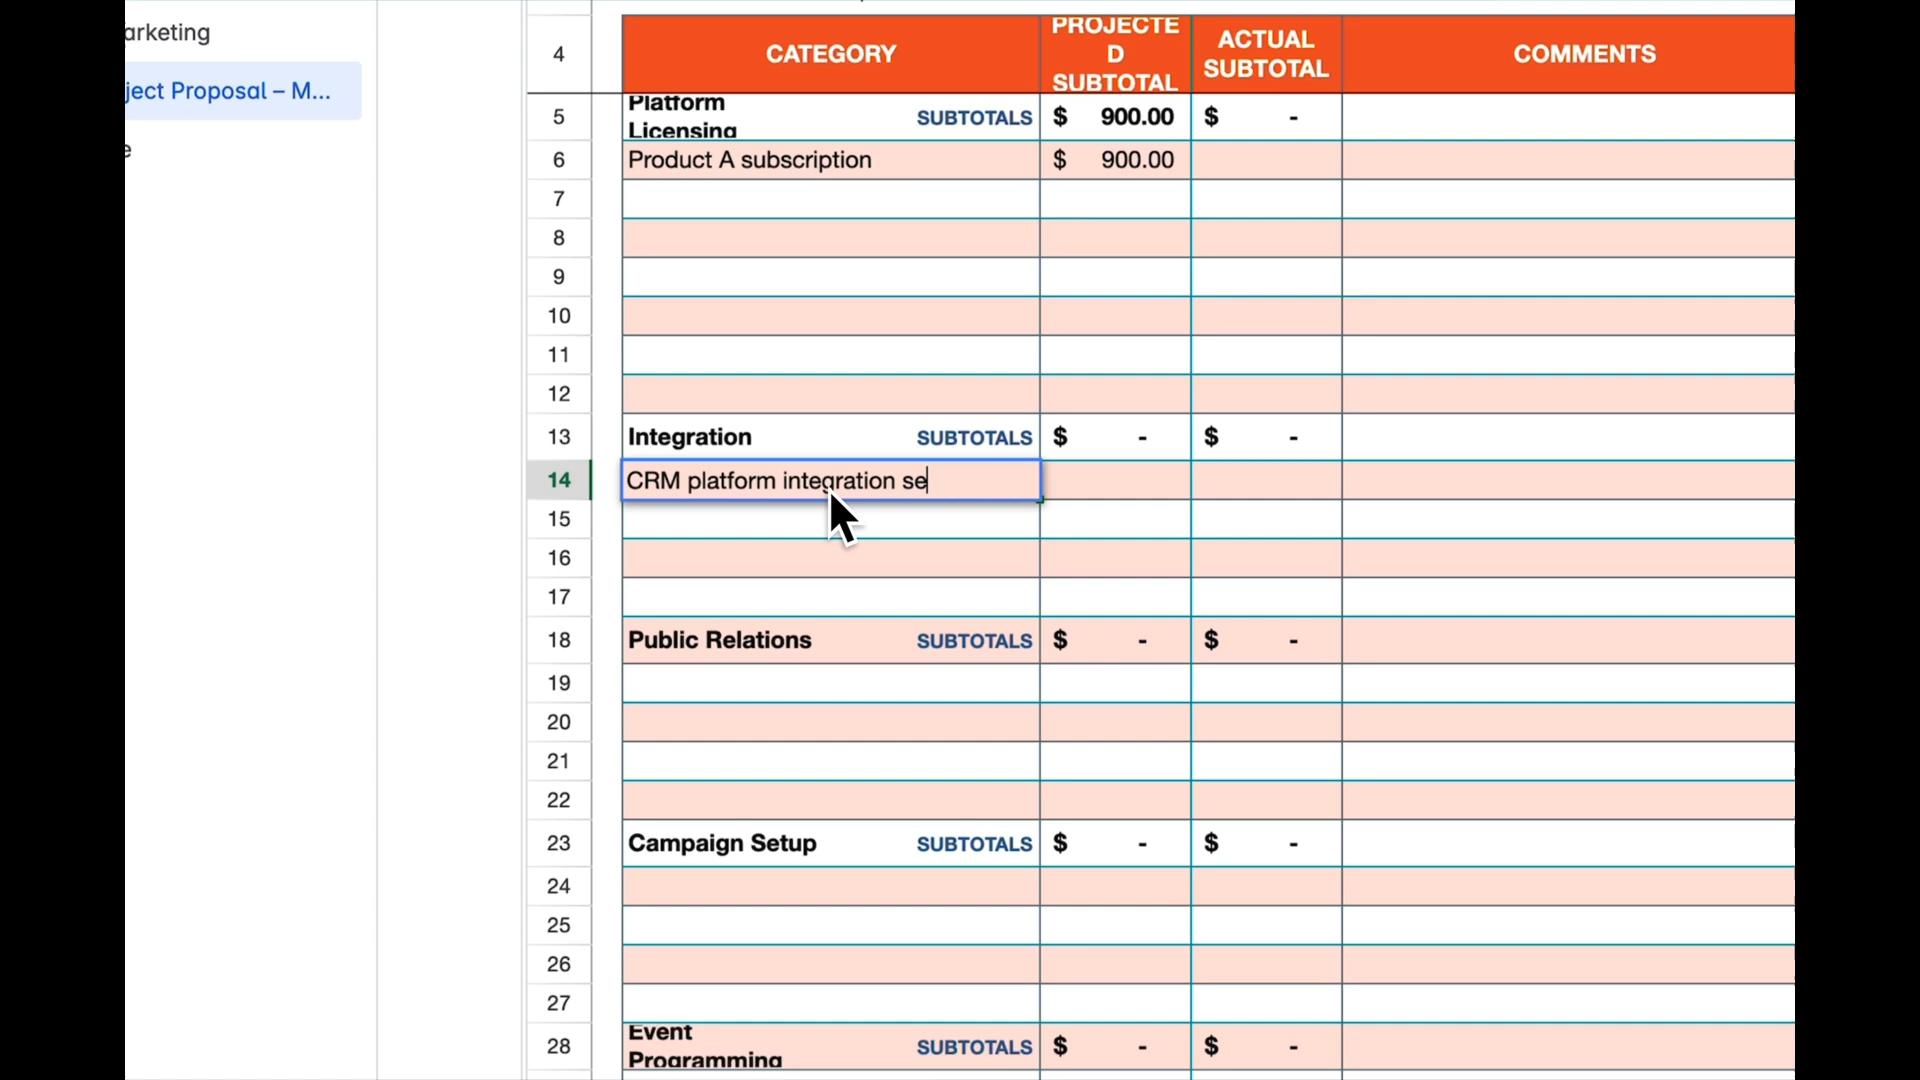 arketing
ject Proposal – M...
e
4 CATEGORY PROJECTE ACTUAL COMMENTS
D SUBTOTAL
SUBTOTAL
5 Platform Licensing SUBTOTALS $ 900.00 $ -
6 Product A subscription $ 900.00
7
8
9
10
11
12
13 Integration SUBTOTALS $ - $ -
14 CRM platform integration se
15
16
17
18 Public Relations SUBTOTALS $ - $ -
19
20
21
22
23 Campaign Setup SUBTOTALS $ - $ -
24
25
26
27
28 Event Programming SUBTOTALS $ - $ -